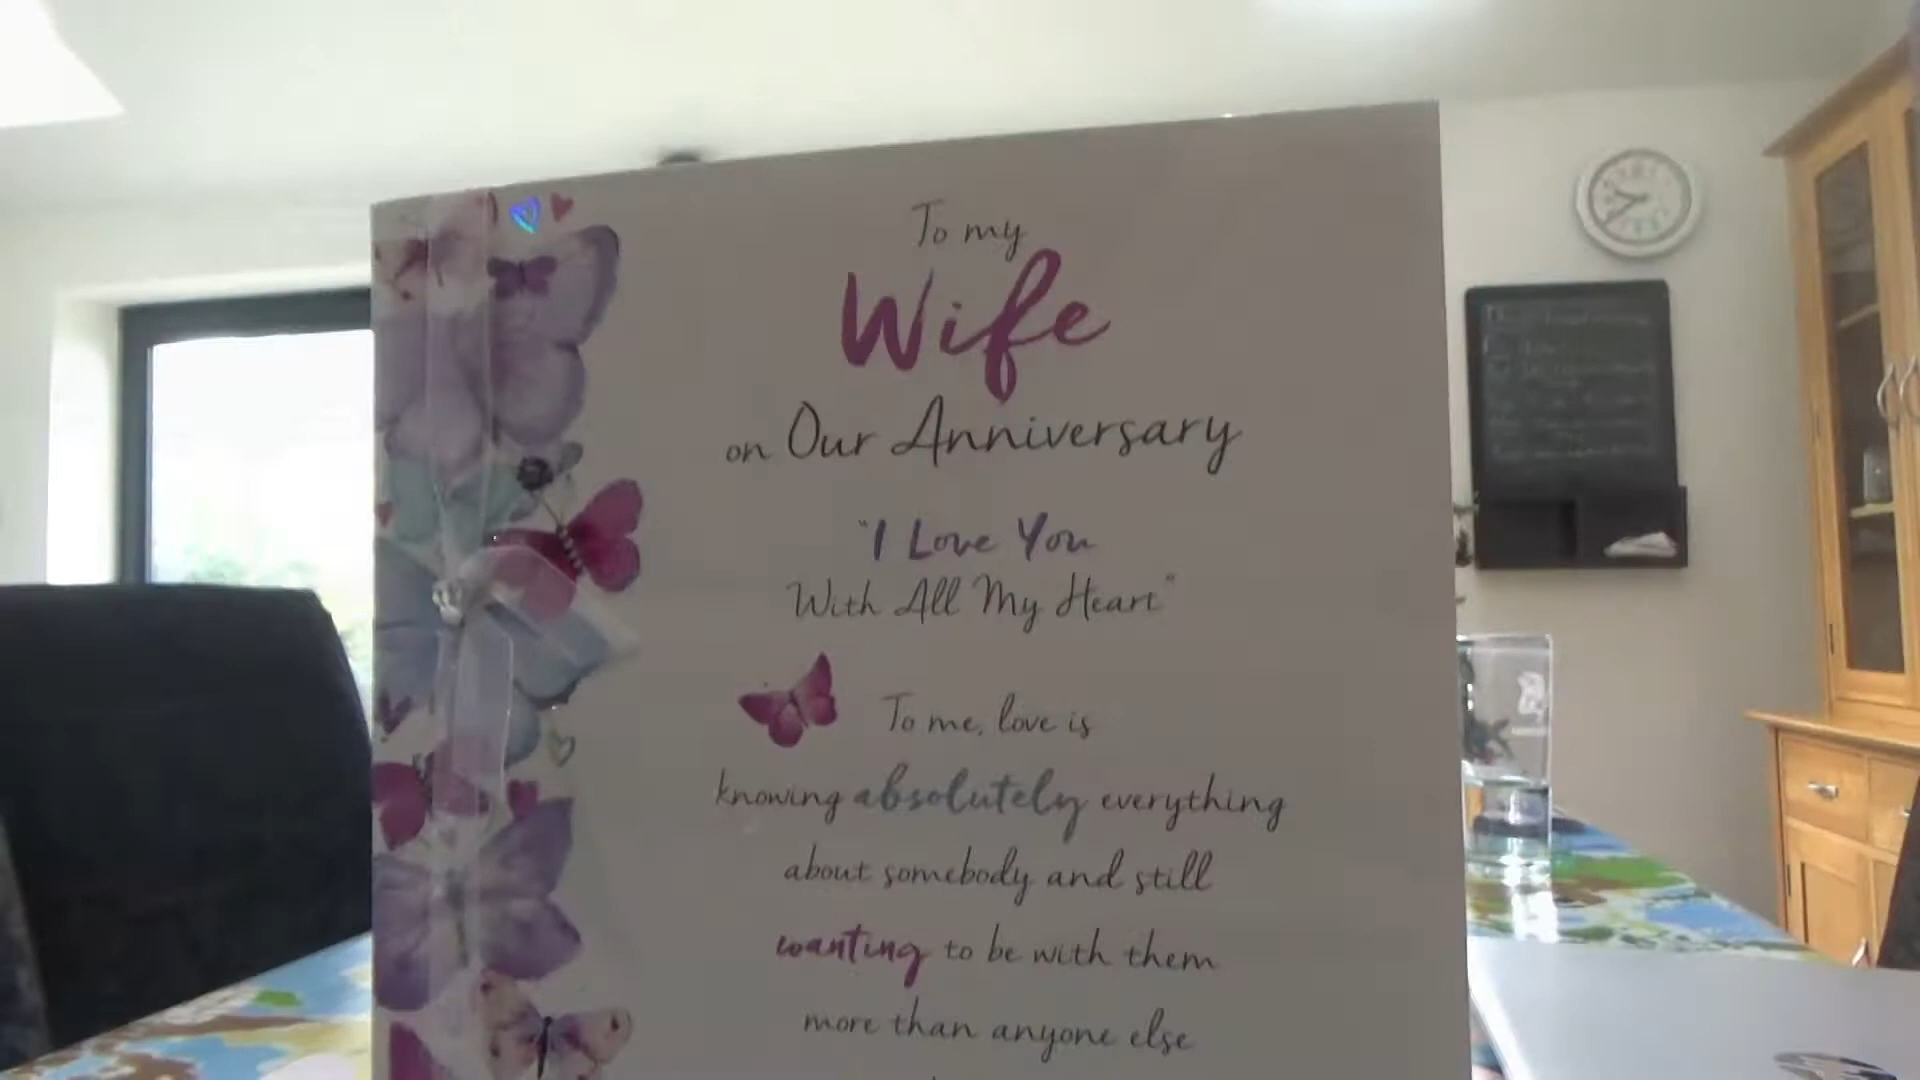 To my
Wife
on Our Anniversary
"I Love You
With All My Heart"
To me, love is
knowing absolutely everything
about somebody and still
wanting to be with them
more than anyone else